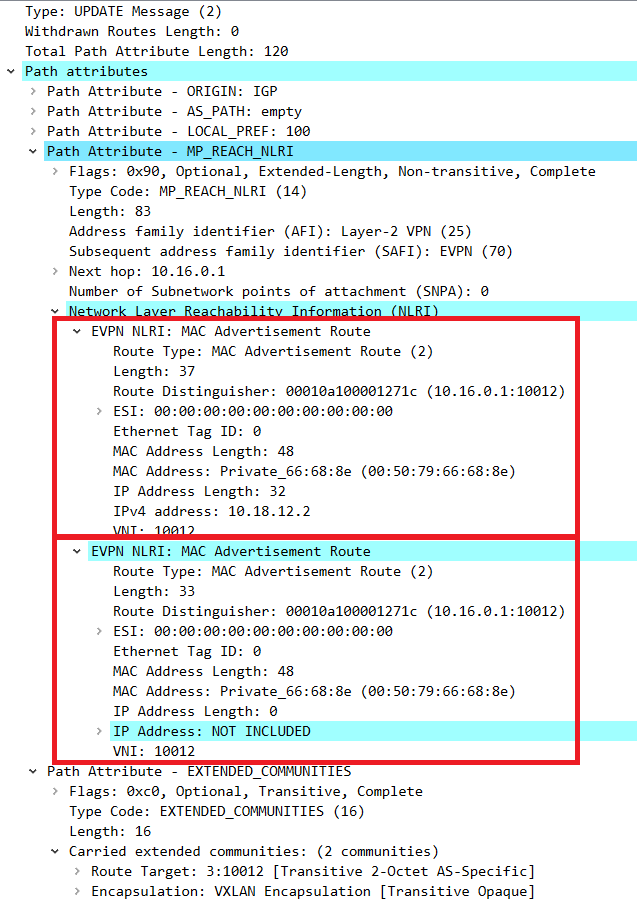 Type: UPDATE Message (2)
Withdrawn Routes Length: 0
Total Path Attribute Length: 120
Path attributes
Path Attribute - ORIGIN: IGP
Path Attribute - AS_PATH: empty
Path Attribute - LOCAL_PREF: 100
Path Attribute - MP_REACH_NLRI
Flags: 0x90, Optional, Extended-Length, Non-transitive, Complete
Type Code: MP_REACH_NLRI (14)
Length: 83
Address family identifier (AFI): Layer-2 VPN (25)
Subsequent address family identifier (SAFI): EVPN (70)
Next hop: 10.16.0.1
Number of Subnetwork points of attachment (SNPA): 0
Network Layer Reachability Information (NLRI)
EVPN NLRI: MAC Advertisement Route
Route Type: MAC Advertisement Route (2)
Length: 37
Route Distinguisher: 00010a100001271c (10.16.0.1:10012)
ESI: 00:00:00:00:00:00:00:00:00:00
Ethernet Tag ID: 0
MAC Address Length: 48
MAC Address: Private_66:68:8e (00:50:79:66:68:8e)
IP Address Length: 32
IPv4 address: 10.18.12.2
VNI: 10012
EVPN NLRI: MAC Advertisement Route
Route Type: MAC Advertisement Route (2)
Length: 33
Route Distinguisher: 00010a100001271c (10.16.0.1:10012)
ESI: 00:00:00:00:00:00:00:00:00:00
Ethernet Tag ID: 0
MAC Address Length: 48
MAC Address: Private_66:68:8e (00:50:79:66:68:8e)
IP Address Length: 0
IP Address: NOT INCLUDED
VNI: 10012
Path Attribute - EXTENDED_COMMUNITIES
Flags: 0xc0, Optional, Transitive, Complete
Type Code: EXTENDED_COMMUNITIES (16)
Length: 16
Carried extended communities: (2 communities)
Route Target: 3:10012 [Transitive 2-Octet AS-Specific]
Encapsulation: VXLAN Encapsulation [Transitive Opaque]